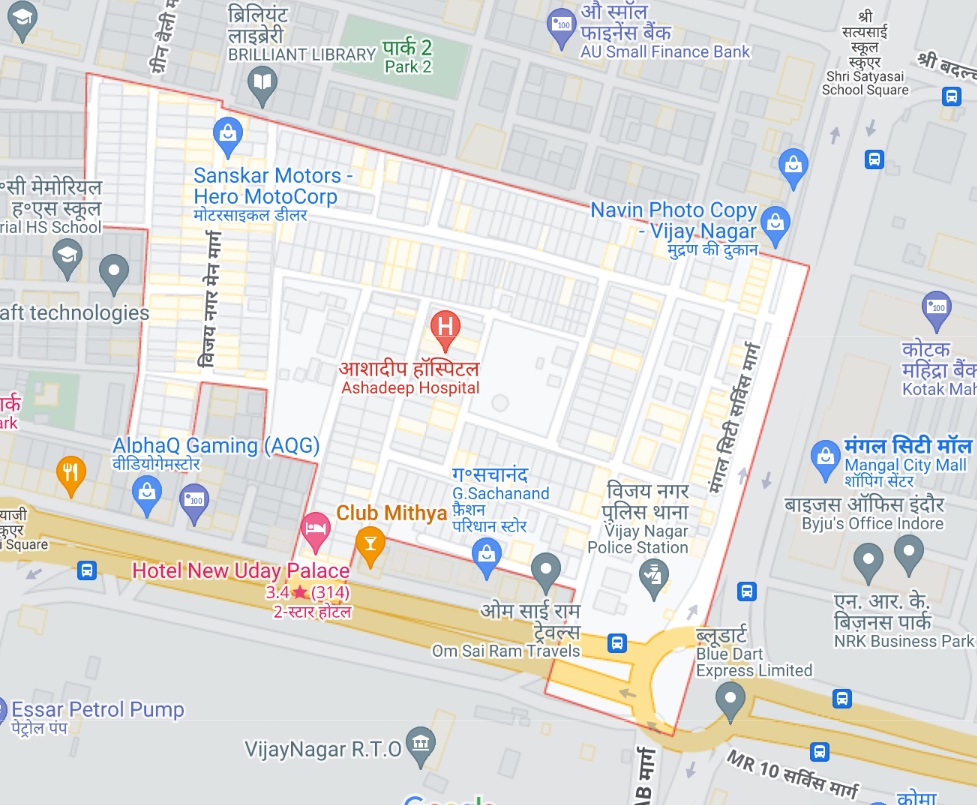 ग्रीन वैली म
ब्रिलियंट
लाइब्रेरी
BRILLIANT LIBRARY
पार्क 2
Park 2
औ स्मॉल
फाइनेंस बैंक
AU Small Finance Bank
श्री
सत्यसाई
स्कूल
स्कुएर
Shri Satyasai
School Square
श्री बदल
Sanskar Motors -
Hero MotoCorp
मोटरसाइकल डीलर
॰सी मेमोरियल
ह॰एस स्कूल
rial HS School
Navin Photo Copy
- Vijay Nagar
मुद्रण की दुकान
aft technologies
विजय नगर मेन मार्ग
आशादीप हॉस्पिटल
Ashadeep Hospital
कोटक
महिंद्रा बैंक
Kotak Mah
मंगल सिटी सर्विस मार्ग
ार्क
ark
AlphaQ Gaming (AQG)
वीडियोगेमस्टोर
ग॰सचानंद
G.Sachanand
फ़ैशन
परिधान स्टोर
मंगल सिटी मॉल
Mangal City Mall
शॉपिंग सेंटर
विजय नगर
पुलिस थाना
Vijay Nagar
Police Station
बाइजस ऑफिस इंदौर
Byju's Office Indore
Club Mithya
याजी
कुएर
i Square
Hotel New Uday Palace
3.4★(314)
2-स्टार होटल
ओम साई राम
ट्रेवल्स
Om Sai Ram Travels
एन. आर. के.
बिज़नस पार्क
NRK Business Park
ब्लूडार्ट
Blue Dart
Express Limited
Essar Petrol Pump
पेट्रोल पंप
VijayNagar R.T.O
AB मार्ग
MR 10 सर्विस मार्ग
Google
कोमा